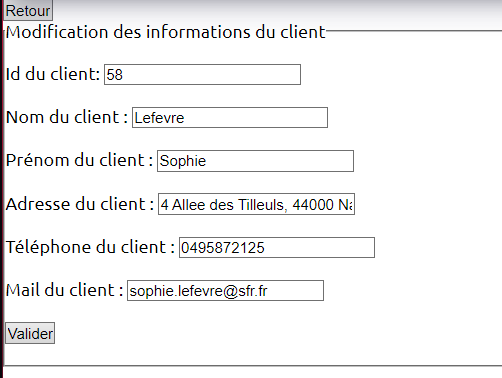 Retour
Modification des informations du client
Id du client: 58
Nom du client : Lefevre
Prénom du client : Sophie
Adresse du client : 4 Allee des Tilleuls, 44000 Na
Téléphone du client : 0495872125
Mail du client : sophie.lefevre@sfr.fr
Valider